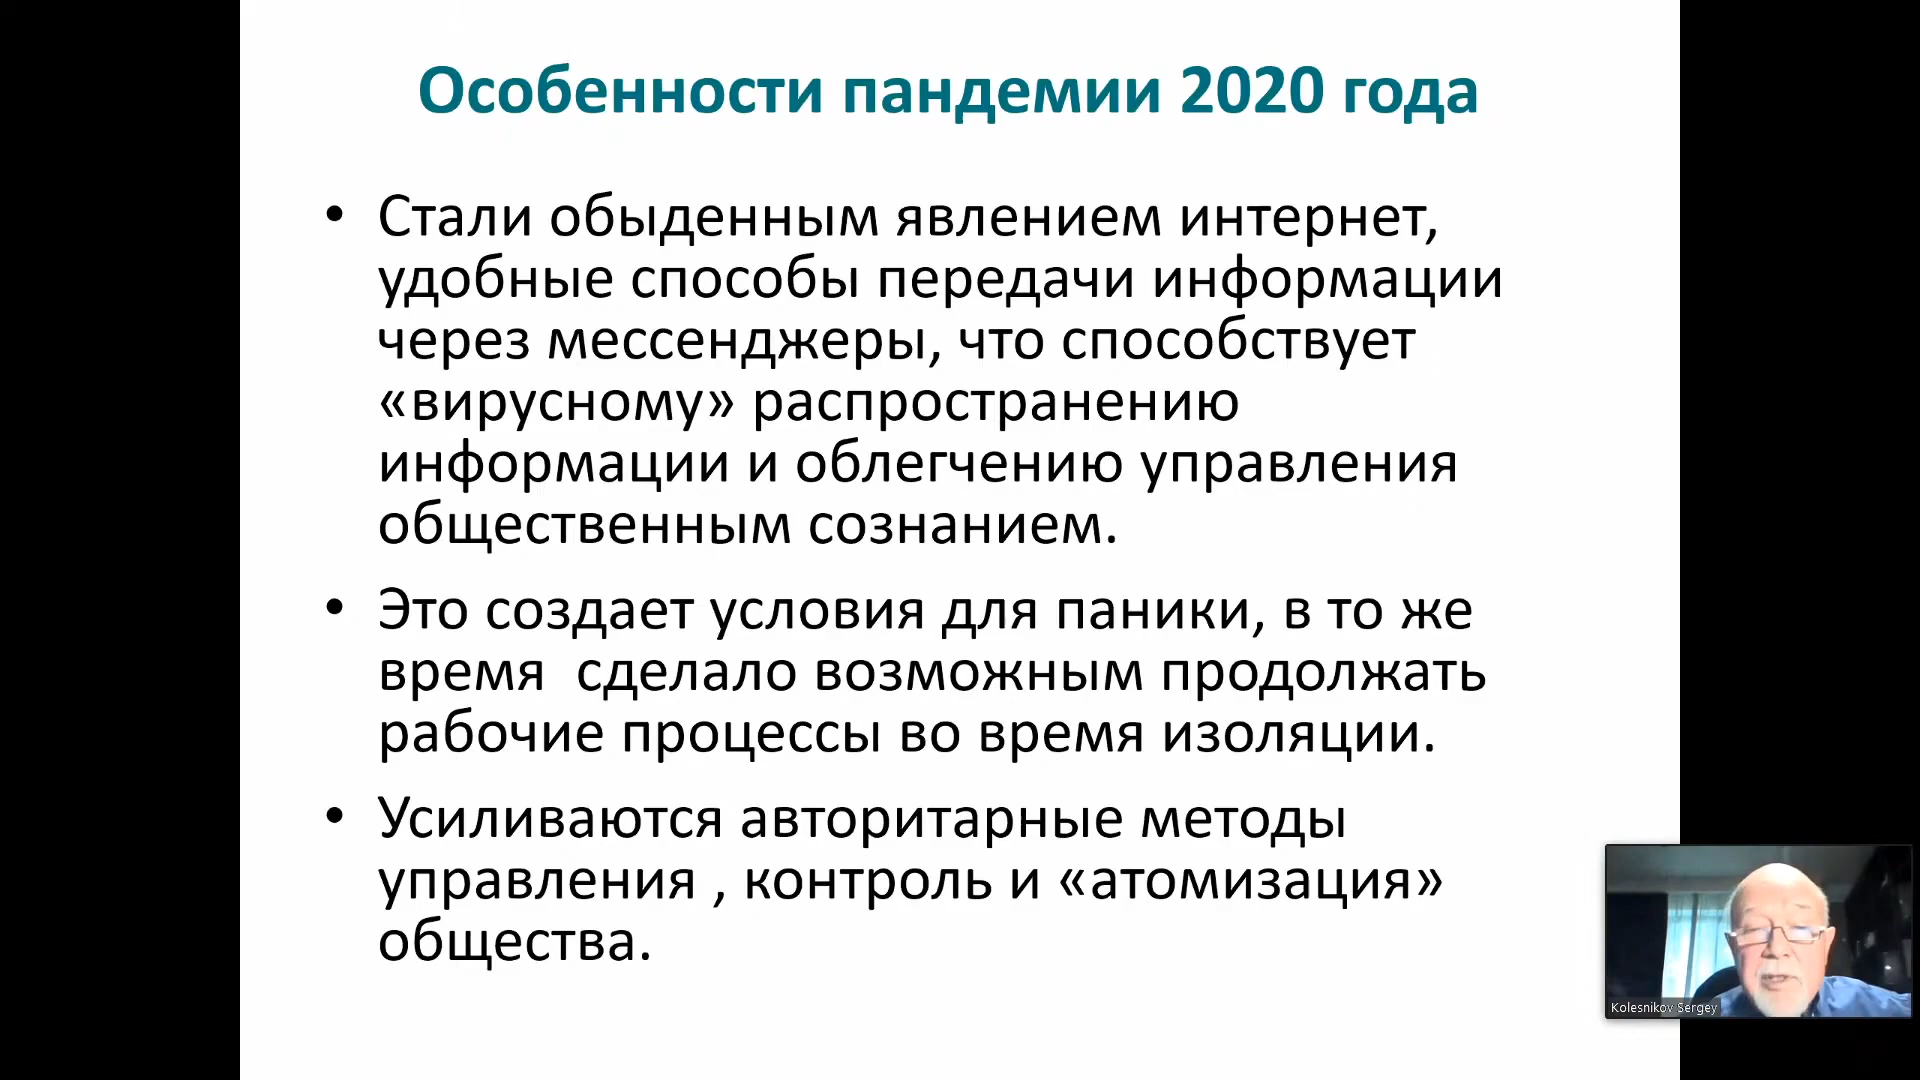 Особенности пандемии 2020 года
• Стали обыденным явлением интернет,
удобные способы передачи информации
через мессенджеры, что способствует
«вирусному» распространению
информации и облегчению управления
общественным сознанием.
• Это создает условия для паники, в то же
время  сделало возможным продолжать
рабочие процессы во время изоляции.
• Усиливаются авторитарные методы
управления , контроль и «атомизация»
общества.
Kolesnikov Sergey